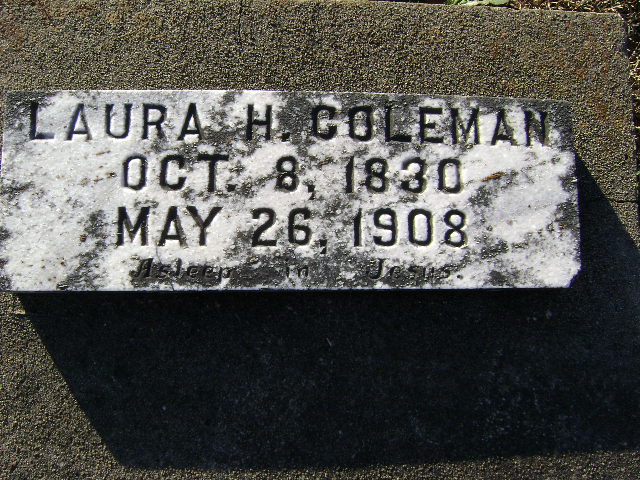 LAURA H. COLEMAN
OCT. 8, 1830
MAY 26, 1908
Asleep in Jesus.